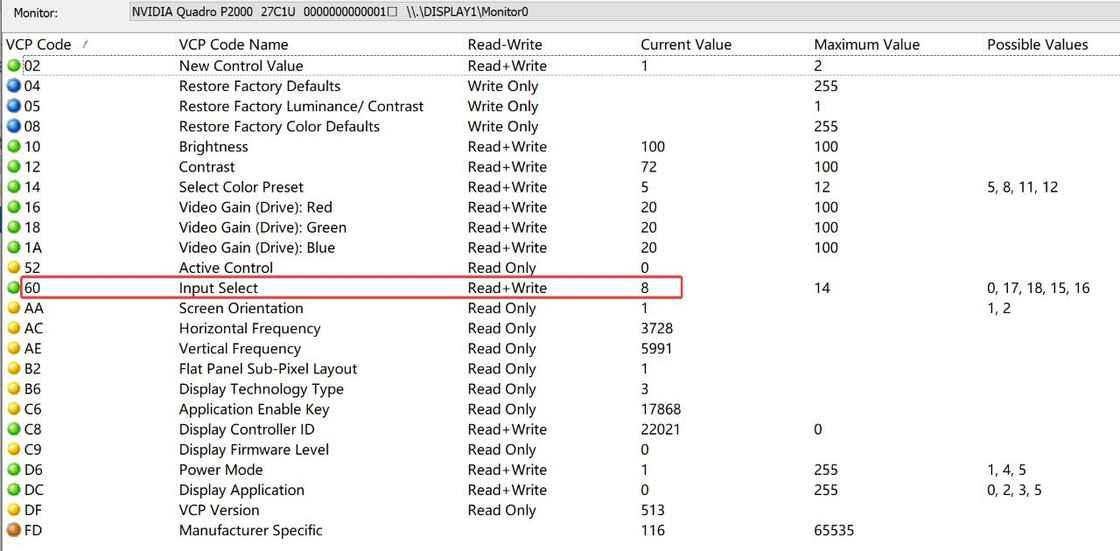 Monitor: NVIDIA Quadro P2000 27C1U 0000000000001□ \\.\DISPLAY1\Monitor0
VCP Code VCP Code Name Read-Write Current Value Maximum Value Possible Values
02 New Control Value Read+Write 1 2
04 Restore Factory Defaults Write Only 255
05 Restore Factory Luminance/ Contrast Write Only 1
08 Restore Factory Color Defaults Write Only 255
10 Brightness Read+Write 100 100
12 Contrast Read+Write 72 100
14 Select Color Preset Read+Write 5 12 5, 8, 11, 12
16 Video Gain (Drive): Red Read+Write 20 100
18 Video Gain (Drive): Green Read+Write 20 100
1A Video Gain (Drive): Blue Read+Write 20 100
52 Active Control Read Only 0
60 Input Select Read+Write 8 14 0, 17, 18, 15, 16
AA Screen Orientation Read Only 1 1, 2
AC Horizontal Frequency Read Only 3728
AE Vertical Frequency Read Only 5991
B2 Flat Panel Sub-Pixel Layout Read Only 1
B6 Display Technology Type Read Only 3
C6 Application Enable Key Read Only 17868
C8 Display Controller ID Read+Write 22021 0
C9 Display Firmware Level Read Only 0
D6 Power Mode Read+Write 1 255 1, 4, 5
DC Display Application Read+Write 0 255 0, 2, 3, 5
DF VCP Version Read Only 513
FD Manufacturer Specific 116 65535